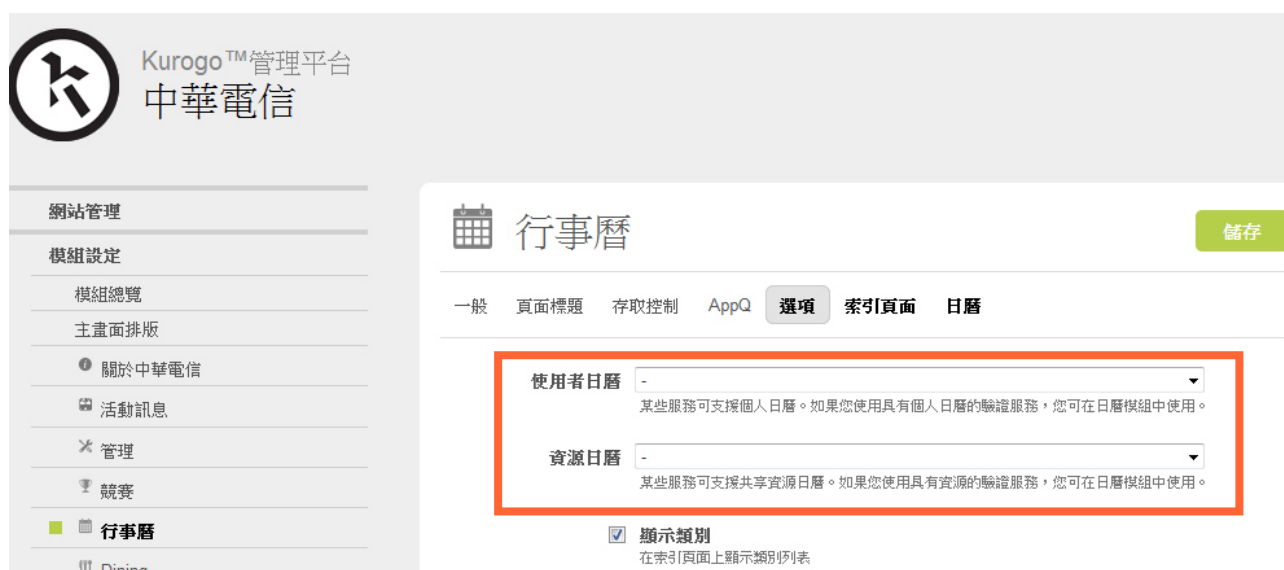 Kurogo™管理平台
中華電信
網站管理
模組設定
模組總覽
主畫面排版
關於中華電信
活動訊息
管理
競賽
行事曆
Dining
行事曆
儲存
一般 頁面標題 存取控制 AppQ 選項 索引頁面 日曆
使用者日曆 -
某些服務可支援個人日曆。如果您使用具有個人日曆的驗證服務，您可在日曆模組中使用。
資源日曆 -
某些服務可支援共享資源日曆。如果您使用具有資源的驗證服務，您可在日曆模組中使用。
顯示類別
在索引頁面上顯示類別列表